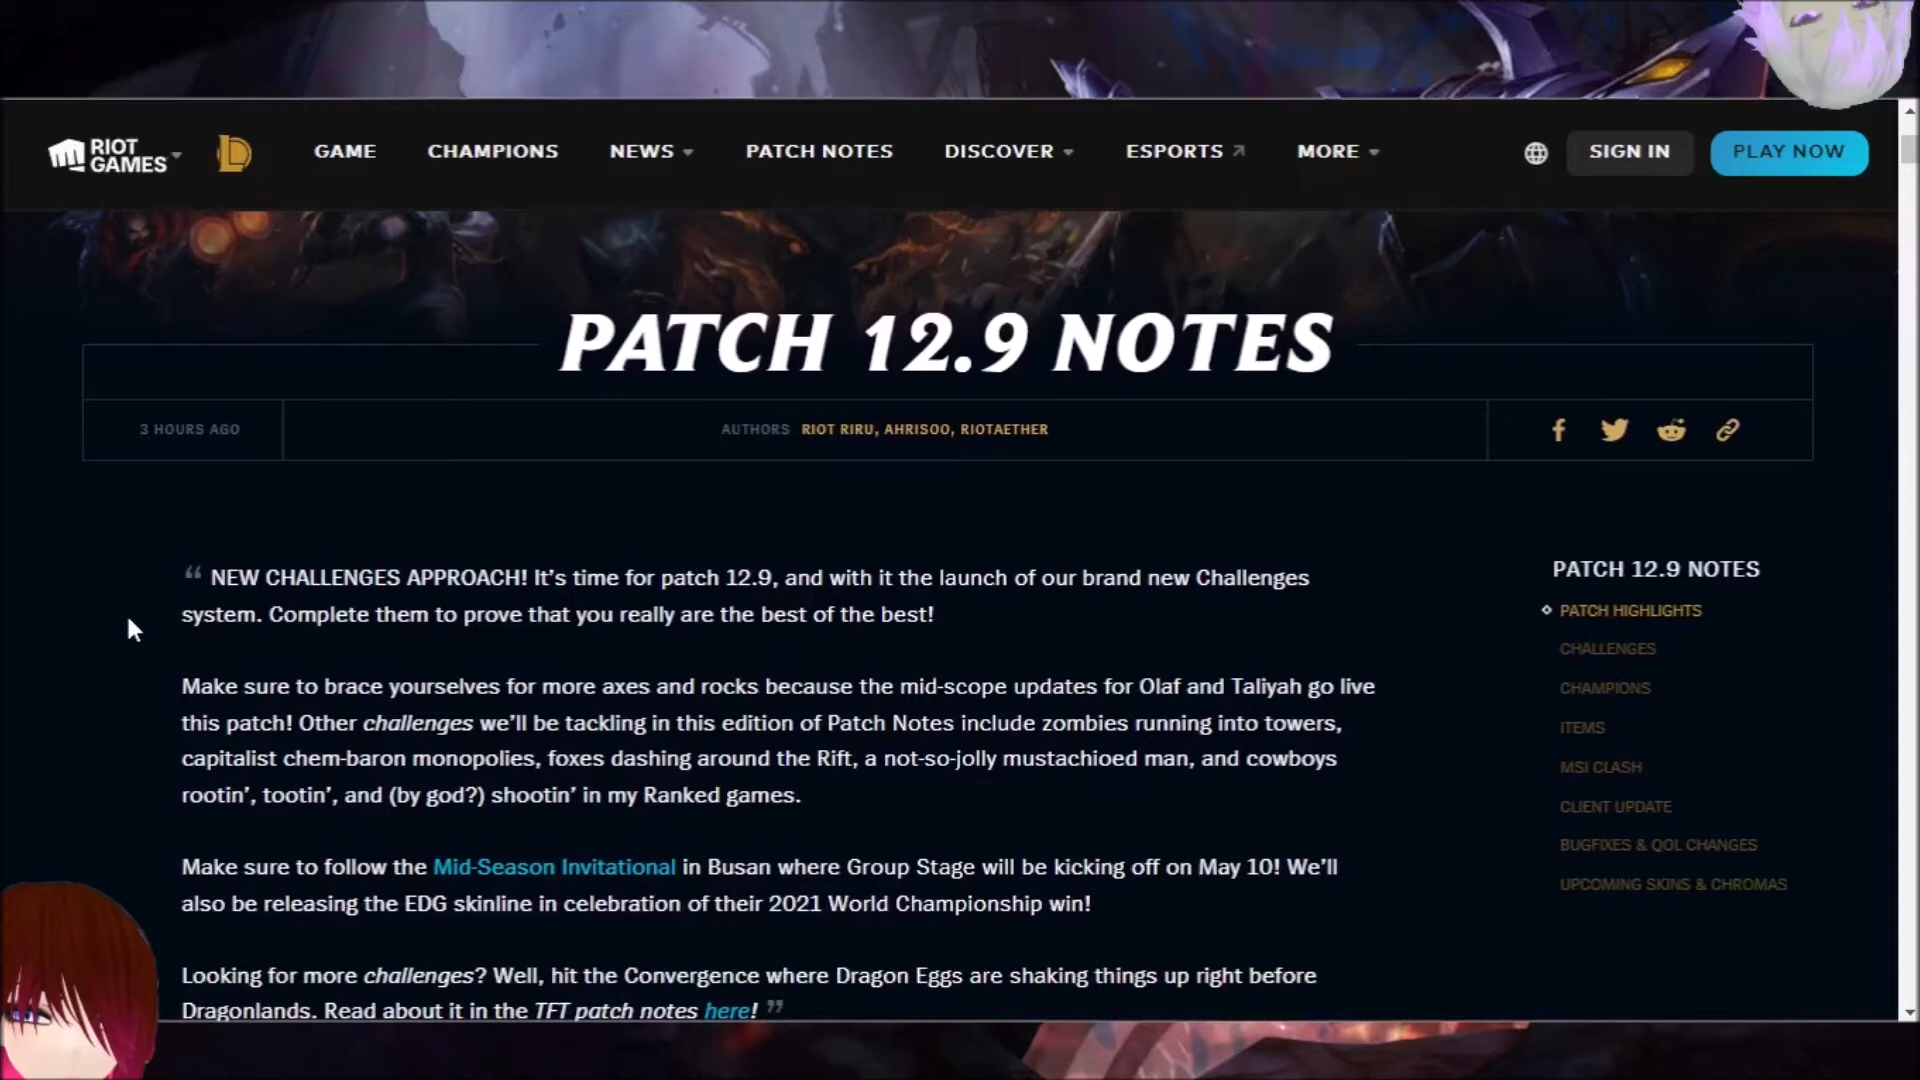 RIOT GAMES GAME CHAMPIONS NEWS PATCH NOTES DISCOVER ESPORTS MORE SIGN IN PLAY NOW
PATCH 12.9 NOTES
3 HOURS AGO AUTHORS RIOT RIRU, AHRISOO, RIOTAETHER
“ NEW CHALLENGES APPROACH! It’s time for patch 12.9, and with it the launch of our brand new Challenges
system. Complete them to prove that you really are the best of the best!
Make sure to brace yourselves for more axes and rocks because the mid-scope updates for Olaf and Taliyah go live
this patch! Other challenges we’ll be tackling in this edition of Patch Notes include zombies running into towers,
capitalist chem-baron monopolies, foxes dashing around the Rift, a not-so-jolly mustachioed man, and cowboys
rootin’, tootin’, and (by god?) shootin’ in my Ranked games.
Make sure to follow the Mid-Season Invitational in Busan where Group Stage will be kicking off on May 10! We’ll
also be releasing the EDG skinline in celebration of their 2021 World Championship win!
Looking for more challenges? Well, hit the Convergence where Dragon Eggs are shaking things up right before
Dragonlands. Read about it in the TFT patch notes here! ”
PATCH 12.9 NOTES
PATCH HIGHLIGHTS
CHALLENGES
CHAMPIONS
ITEMS
MSI CLASH
CLIENT UPDATE
BUGFIXES & QOL CHANGES
UPCOMING SKINS & CHROMAS